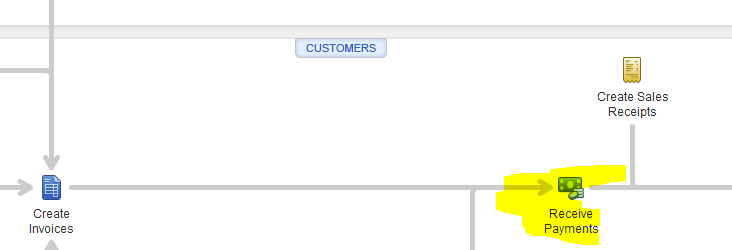 CUSTOMERS
Create Sales
Receipts
Create
Invoices
Receive
Payments